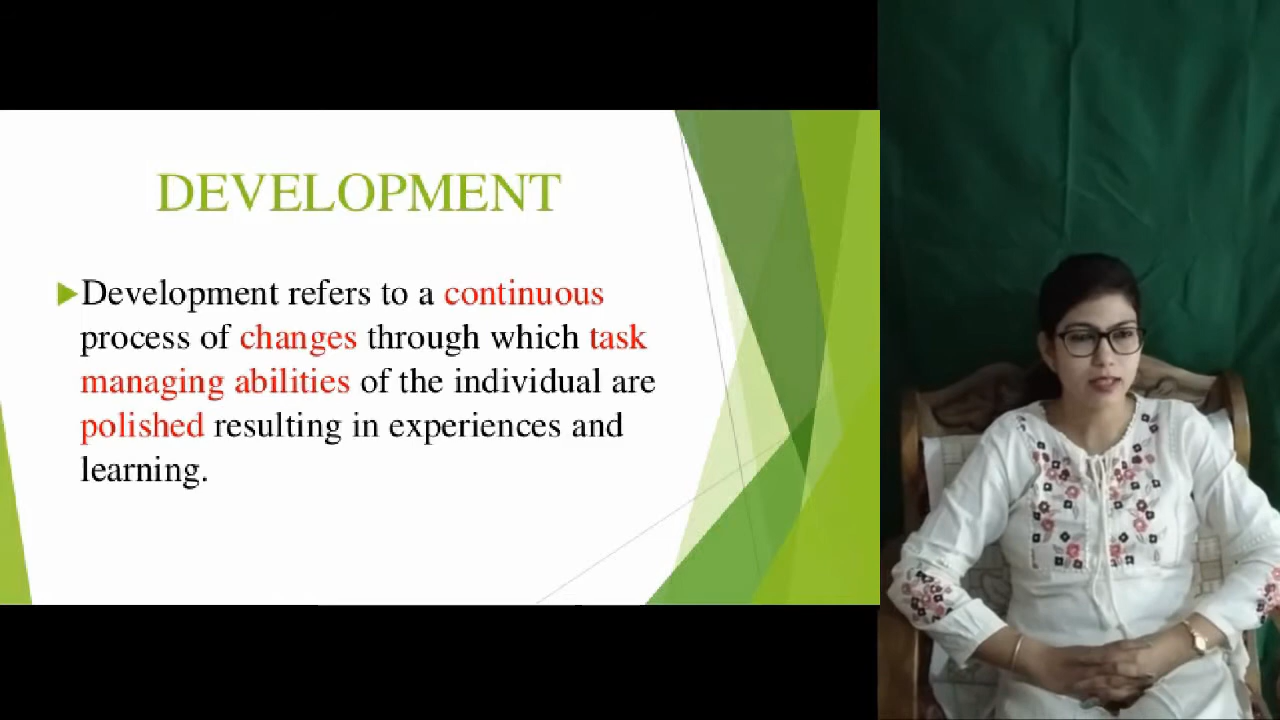 DEVELOPMENT
Development refers to a continuous
process of changes through which task
managing abilities of the individual are
polished resulting in experiences and
learning.